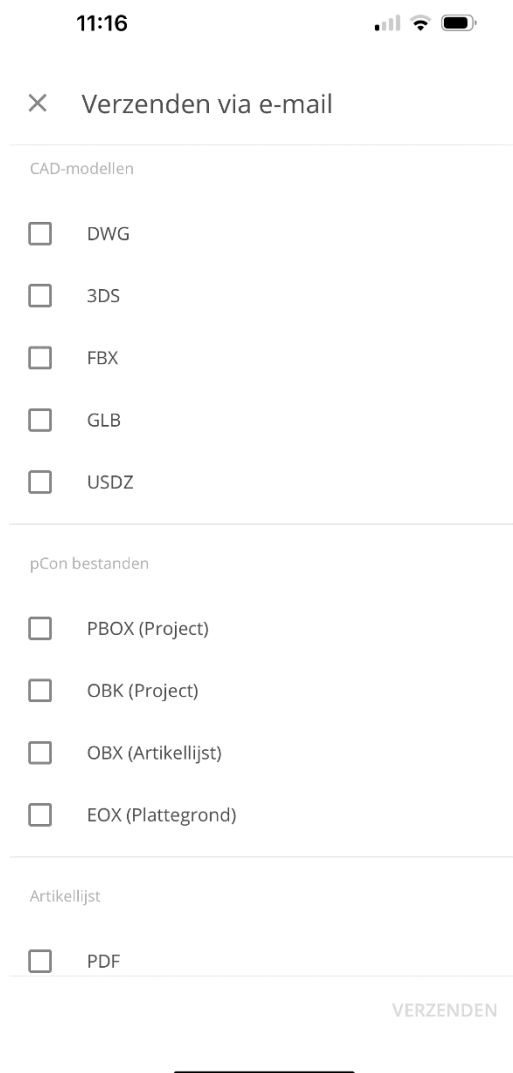 11:16
Verzenden via e-mail
CAD-modellen
DWG
3DS
FBX
GLB
USDZ
pCon bestanden
PBOX (Project)
OBK (Project)
OBX (Artikellijst)
EOX (Plattegrond)
Artikellijst
PDF
VERZENDEN